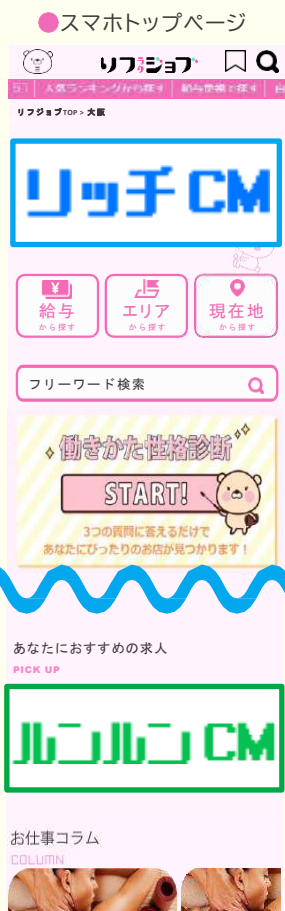 ●スマホトップページ
リフラクジョブ
人気ランキングから探す 給与種類で探す
リフジョブTOP > 大阪
リッチ CM
¥
給与 エリア 現在地
から探す から探す から探す
フリーワード検索
働きかた性格診断
START!
3つの質問に答えるだけで
あなたにぴったりのお店が見つかります!
あなたにおすすめの求人
PICK UP
ルンルン CM
お仕事コラム
COLUMN